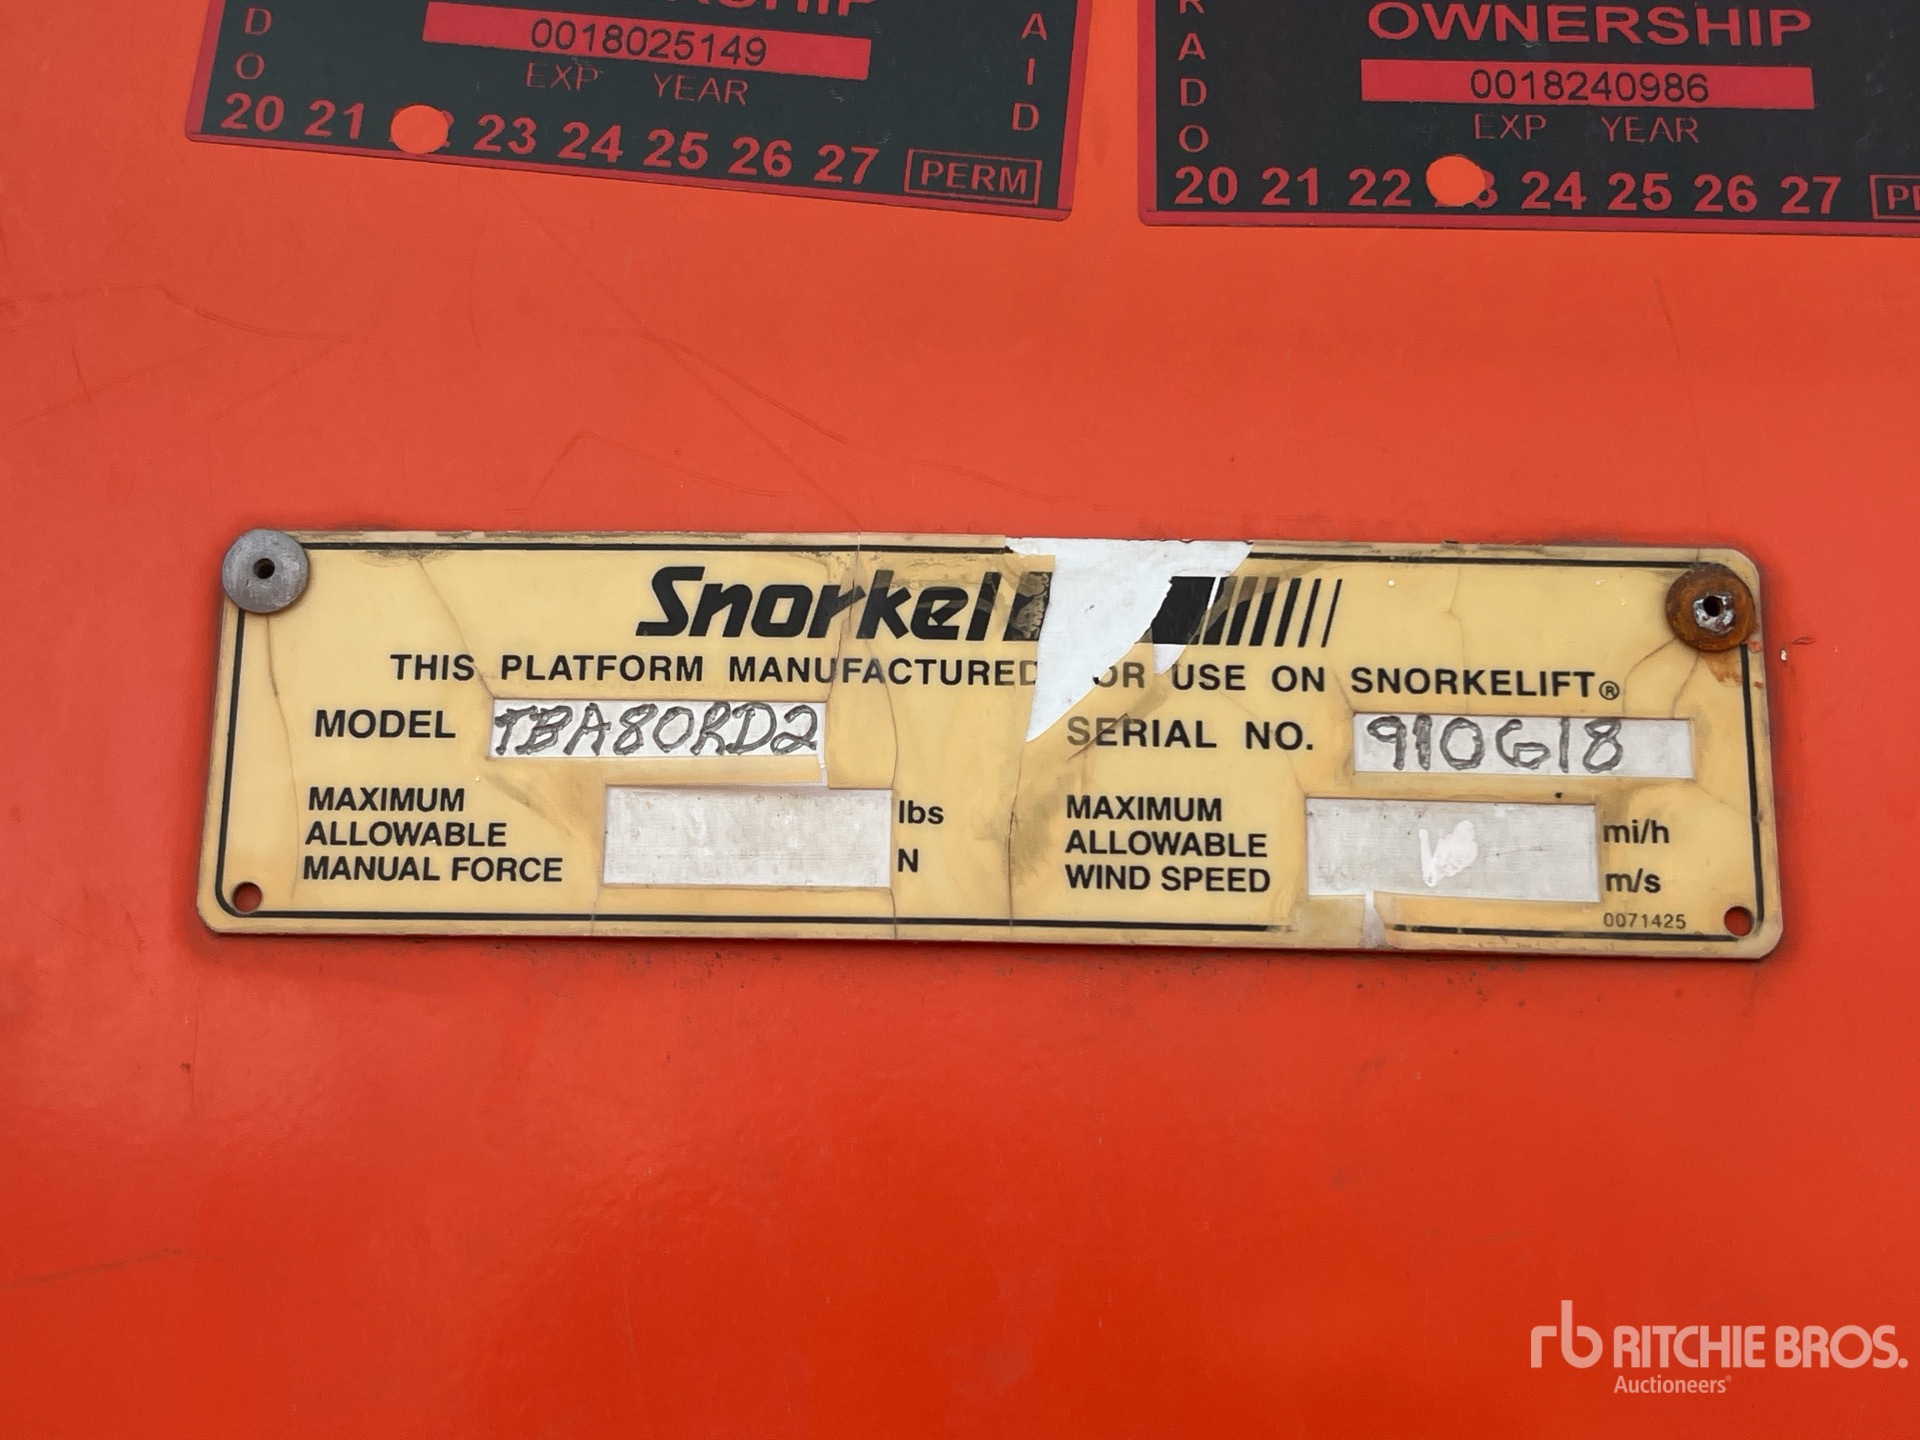 D
O
0018025149
EXP YEAR
20 21 23 24 25 26 27 PERM
A
I
D
R
A
D
O
OWNERSHIP
0018240986
EXP YEAR
20 21 22 24 25 26 27
Snorkel
THIS PLATFORM MANUFACTURED OR USE ON SNORKELIFT®
MODEL TBA80RD2 SERIAL NO. 910618
MAXIMUM
ALLOWABLE
MANUAL FORCE
lbs
N
MAXIMUM
ALLOWABLE
WIND SPEED
mi/h
m/s
0071425
rb RITCHIE BROS.
Auctioneers®